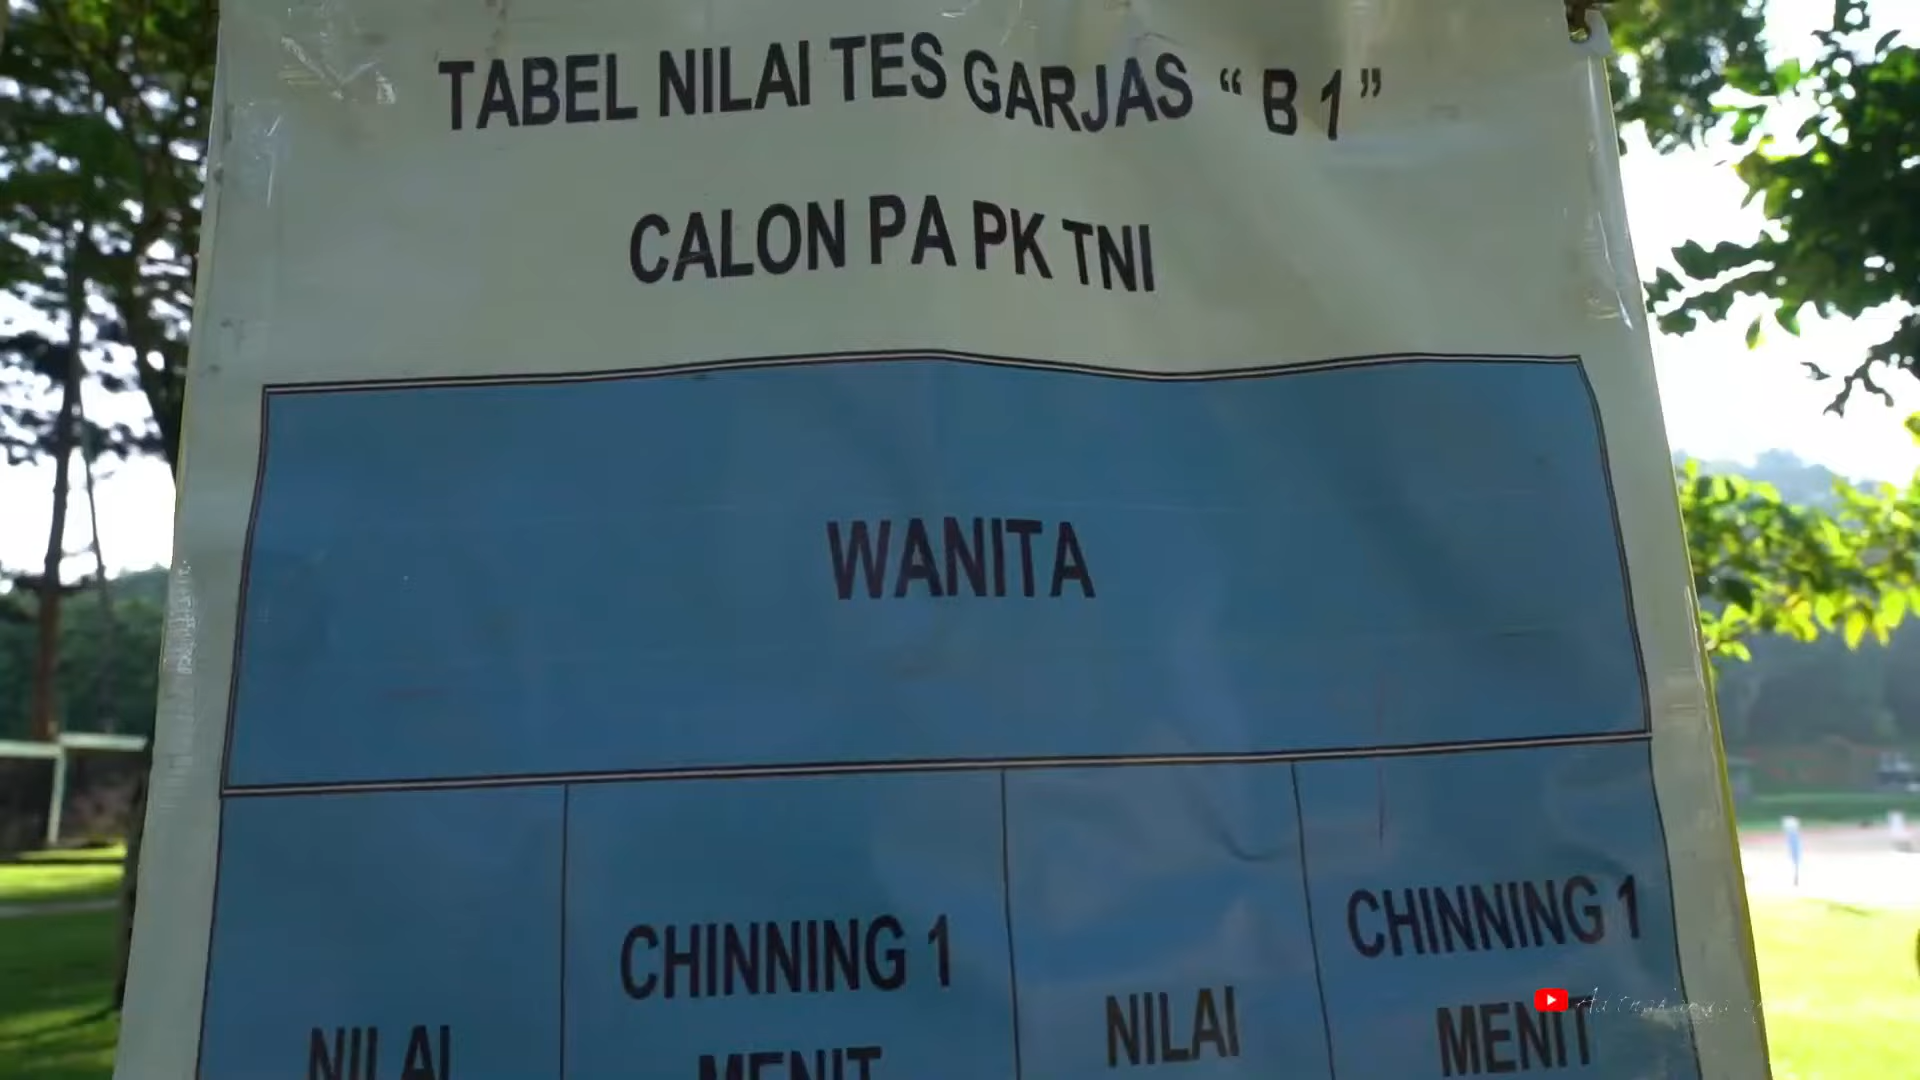 TABEL NILAI TES GARJAS “ B 1 ”
CALON PA PK TNI
WANITA
NILAI
CHINNING 1
MENIT
NILAI
CHINNING 1
MENIT